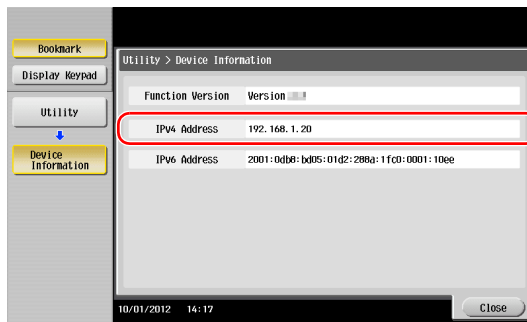 Bookmark
Display Keypad
Utility
Device
Information
Utility > Device Information
Function Version Version
IPv4 Address 192.168.1.20
IPv6 Address 2001:0db8:bd05:01d2:288a:1fc0:0001:10ee
10/01/2012 14:17
Close